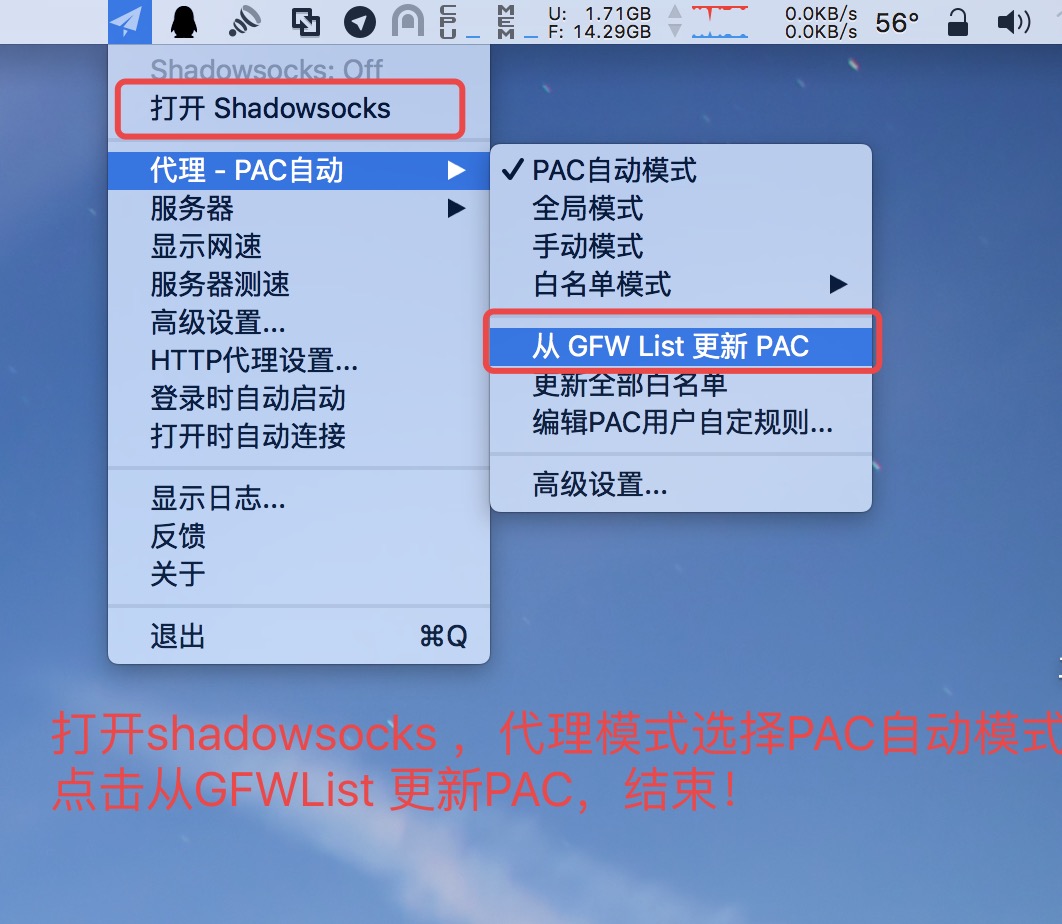 CPU
MEM
U: 1.71GB
F: 14.29GB
0.0KB/s
0.0KB/s
56°
Shadowsocks: Off
打开 Shadowsocks
代理 - PAC自动
服务器
显示网速
服务器测速
高级设置...
HTTP代理设置...
登录时自动启动
打开时自动连接
显示日志...
反馈
关于
退出 ⌘Q
PAC自动模式
全局模式
手动模式
白名单模式
从 GFW List 更新 PAC
更新全部白名单
编辑PAC用户自定规则...
高级设置...
打开shadowsocks ，代理模式选择PAC自动模式
点击从GFWList 更新PAC，结束！